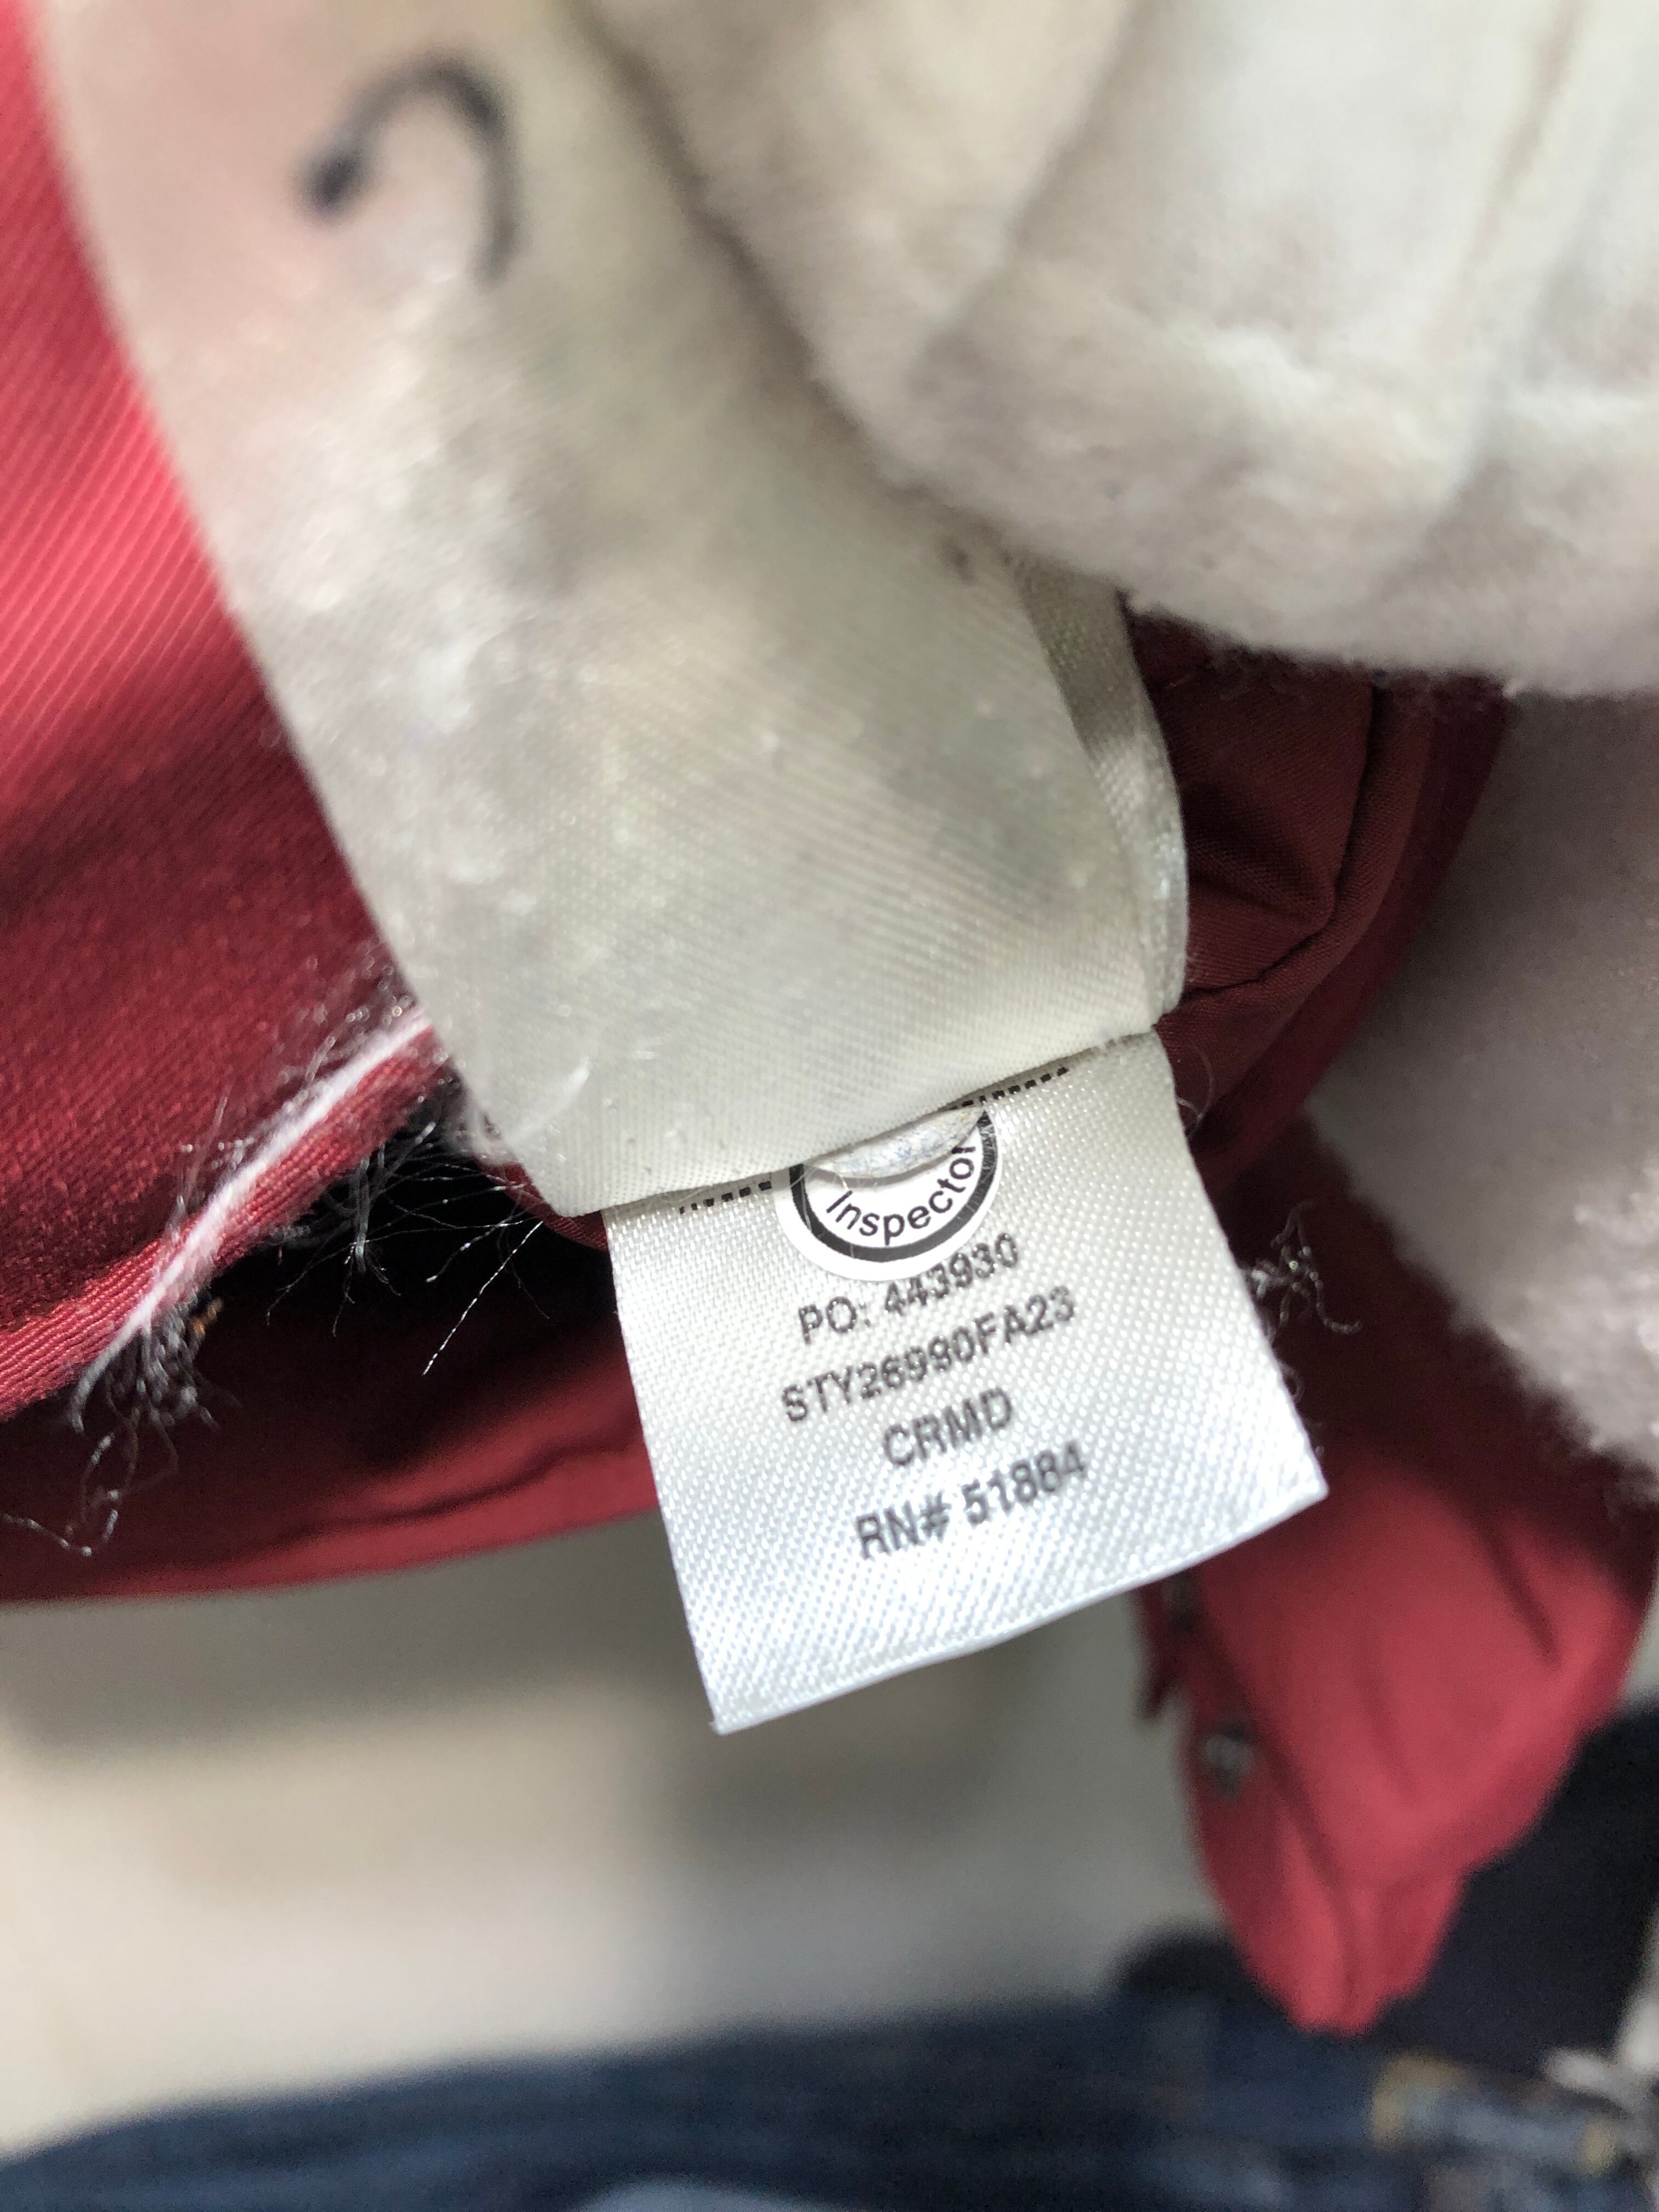 Inspector
PO: 443930
STY26990FA23
CRMD
RN# 51884